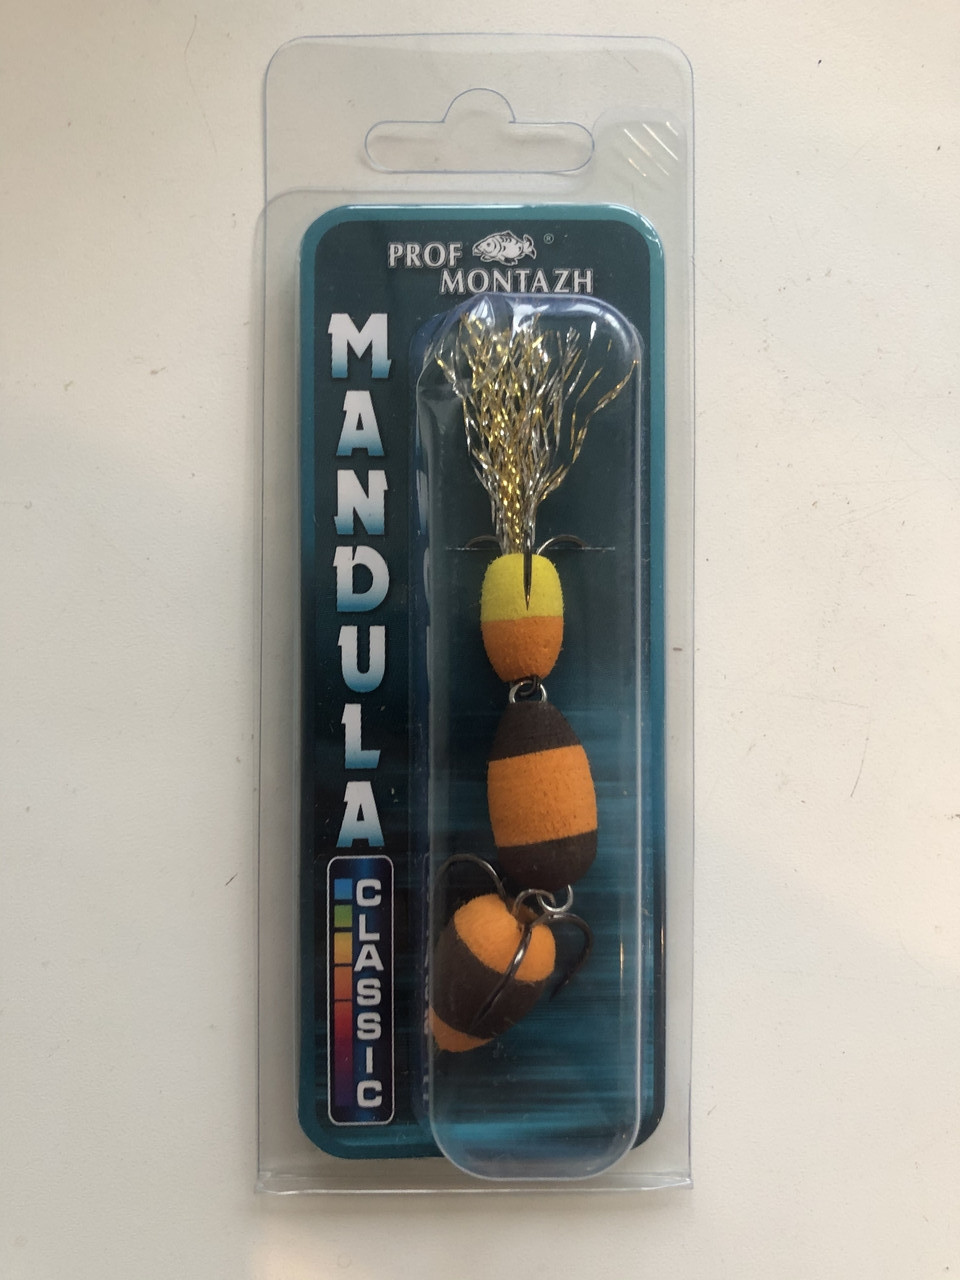 PROF ®
MONTAZH
MANDULA
CLASSIC